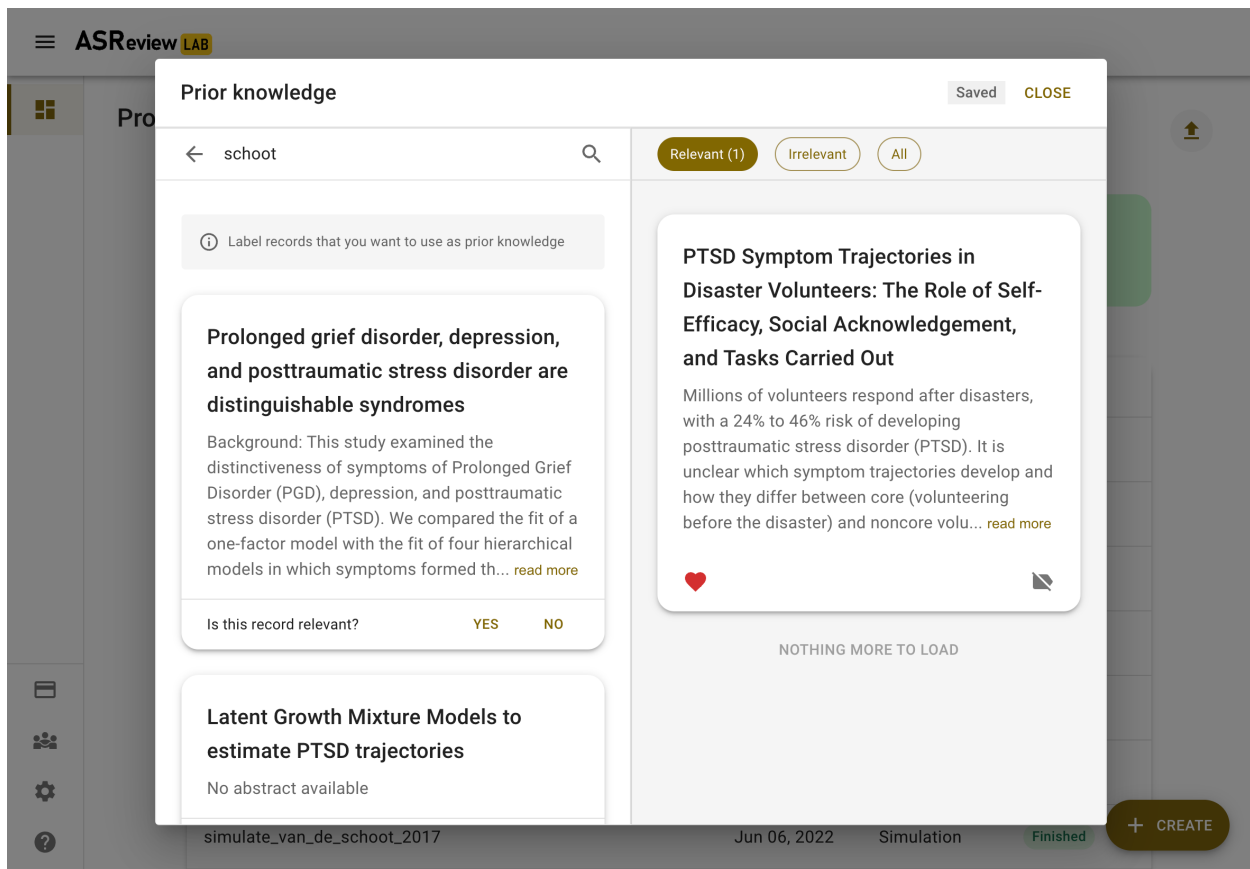 ASReview LAB
Prior knowledge
Saved
CLOSE
Pro
schoot
Relevant (1)
Irrelevant
All
Label records that you want to use as prior knowledge
Prolonged grief disorder, depression,
and posttraumatic stress disorder are
distinguishable syndromes
Background: This study examined the
distinctiveness of symptoms of Prolonged Grief
Disorder (PGD), depression, and posttraumatic
stress disorder (PTSD). We compared the fit of a
one-factor model with the fit of four hierarchical
models in which symptoms formed th... read more
Is this record relevant?
YES
NO
Latent Growth Mixture Models to
estimate PTSD trajectories
No abstract available
PTSD Symptom Trajectories in
Disaster Volunteers: The Role of Self-
Efficacy, Social Acknowledgement,
and Tasks Carried Out
Millions of volunteers respond after disasters,
with a 24% to 46% risk of developing
posttraumatic stress disorder (PTSD). It is
unclear which symptom trajectories develop and
how they differ between core (volunteering
before the disaster) and noncore volu... read more
NOTHING MORE TO LOAD
simulate_van_de_schoot_2017
Jun 06, 2022
Simulation
Finished
+ CREATE